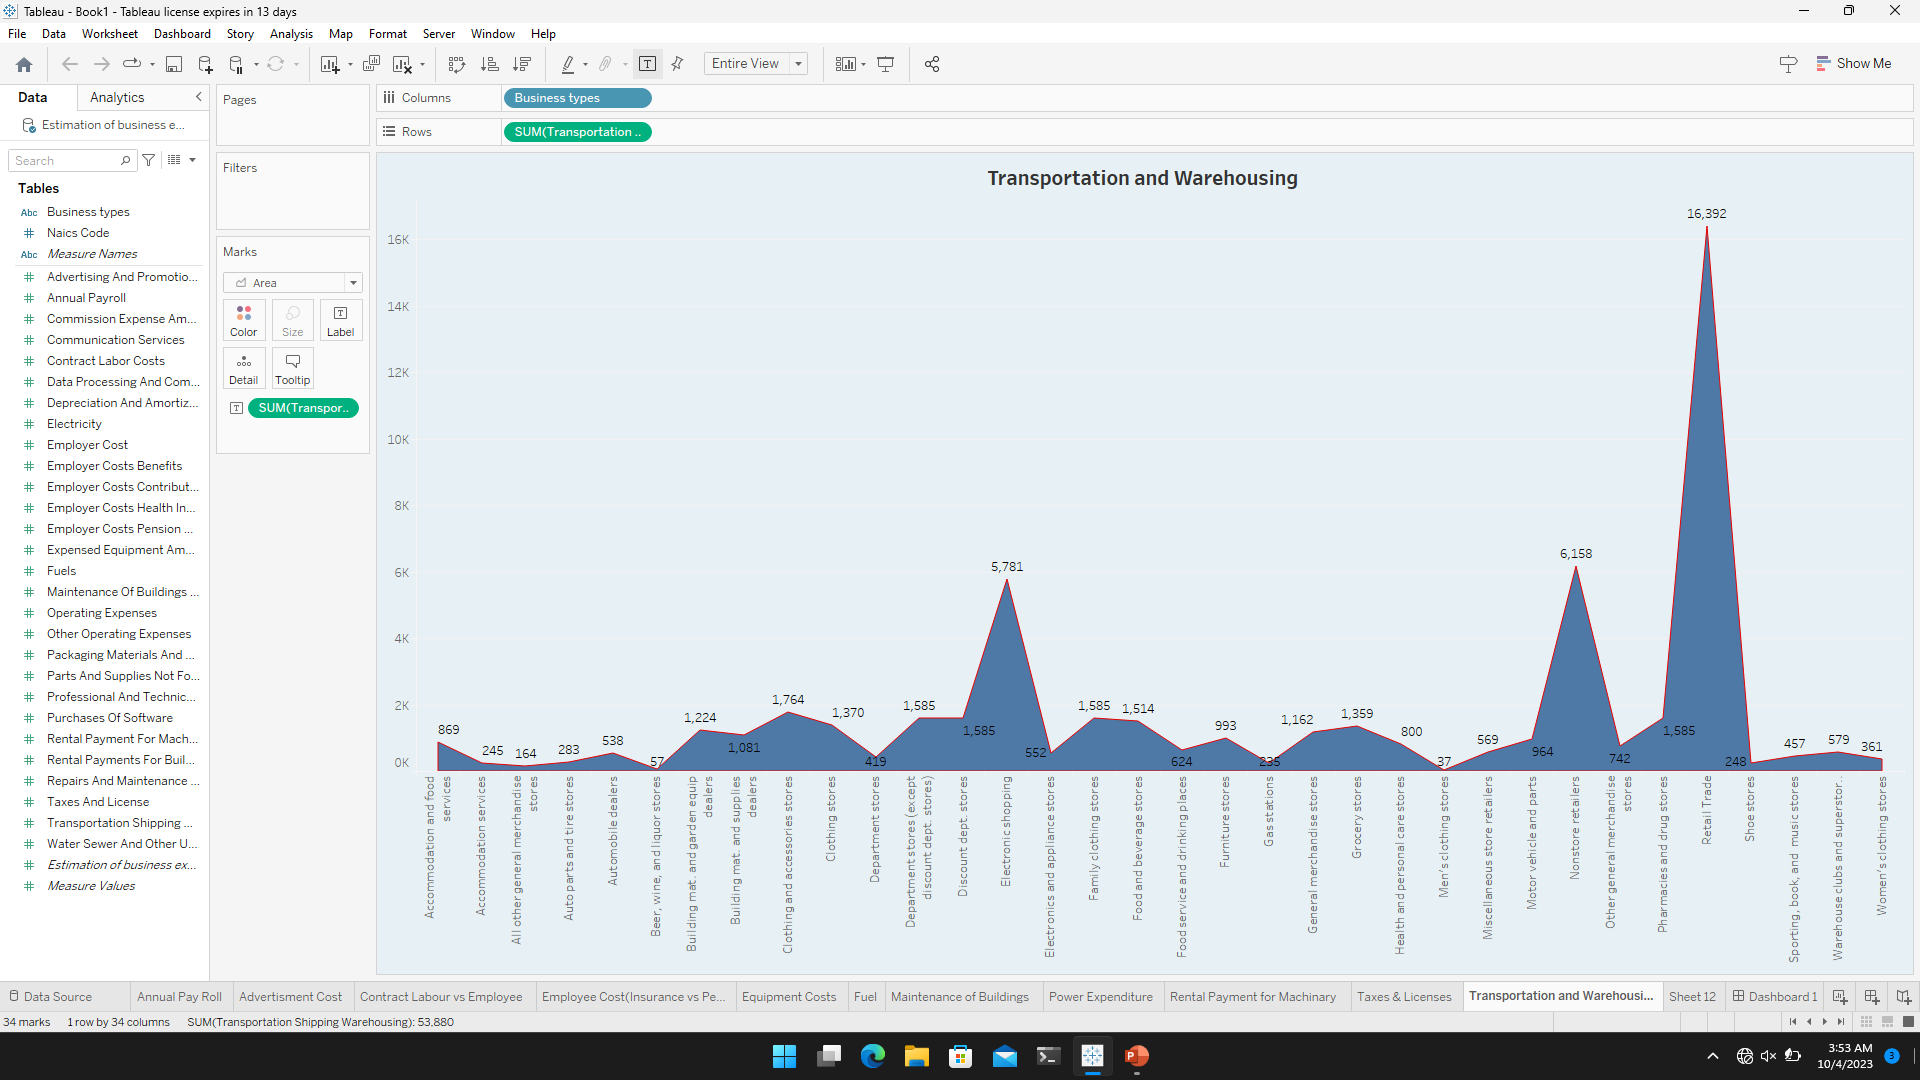 Tableau - Book1 - Tableau license expires in 13 days
File Data Worksheet Dashboard Story Analysis Map Format Server Window Help
Entire View
Show Me
Data Analytics
Estimation of business e...
Search
Tables
Abc Business types
Naics Code
Abc Measure Names
Advertising And Promotio...
Annual Payroll
Commission Expense Am...
Communication Services
Contract Labor Costs
Data Processing And Com...
Depreciation And Amortiz...
Electricity
Employer Cost
Employer Costs Benefits
Employer Costs Contribut...
Employer Costs Health In...
Employer Costs Pension ...
Expensed Equipment Am...
Fuels
Maintenance Of Buildings ...
Operating Expenses
Other Operating Expenses
Packaging Materials And ...
Parts And Supplies Not Fo...
Professional And Technic...
Purchases Of Software
Rental Payment For Mach...
Rental Payments For Buil...
Repairs And Maintenance ...
Taxes And License
Transportation Shipping ...
Water Sewer And Other U...
Estimation of business ex...
Measure Values
Pages
Filters
Marks
Area
Color Size Label
Detail Tooltip
SUM(Transpor..
Columns Business types
Rows SUM(Transportation ..
Transportation and Warehousing
16K
14K
12K
10K
8K
6K
4K
2K
0K
869
245
164
283
538
57
1,224
1,081
1,764
1,370
419
1,585
1,585
5,781
552
1,585
1,514
624
993
235
1,162
1,359
800
37
569
964
6,158
742
1,585
16,392
248
457
579
361
Accommodation and food
services
Accommodation services
All other general merchandise
stores
Auto parts and tire stores
Automobile dealers
Beer, wine, and liquor stores
Building mat. and garden equip
dealers
Building mat. and supplies
dealers
Clothing and accessories stores
Clothing stores
Department stores
Department stores (except
discount dept. stores)
Discount dept. stores
Electronic shopping
Electronics and appliance stores
Family clothing stores
Food and beverage stores
Food service and drinking places
Furniture stores
Gas stations
General merchandise stores
Grocery stores
Health and personal care stores
Men's clothing stores
Miscellaneous store retailers
Motor vehicle and parts
Nonstore retailers
Other general merchandise
stores
Pharmacies and drug stores
Retail Trade
Shoe stores
Sporting, book, and music stores
Warehouse clubs and superstor..
Women's clothing stores
Data Source Annual Pay Roll Advertisment Cost Contract Labour vs Employee Employee Cost(Insurance vs Pe... Equipment Costs Fuel Maintenance of Buildings Power Expenditure Rental Payment for Machinary Taxes & Licenses Transportation and Warehousi... Sheet 12 Dashboard 1
34 marks 1 row by 34 columns SUM(Transportation Shipping Warehousing): 53,880
3:53 AM
10/4/2023
3